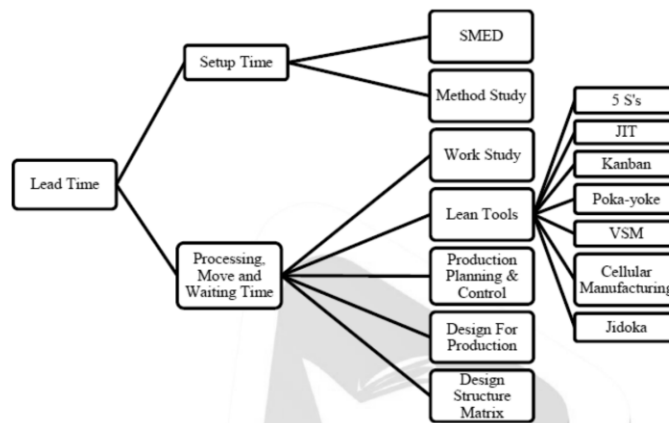 SMED
Setup Time
Method Study
5 S's
JIT
Work Study
Kanban
Lead Time
Lean Tools
Poka-yoke
VSM
Processing,
Move and
Waiting Time
Production
Planning &
Control
Cellular
Manufacturing
Jidoka
Design For
Production
Design
Structure
Matrix